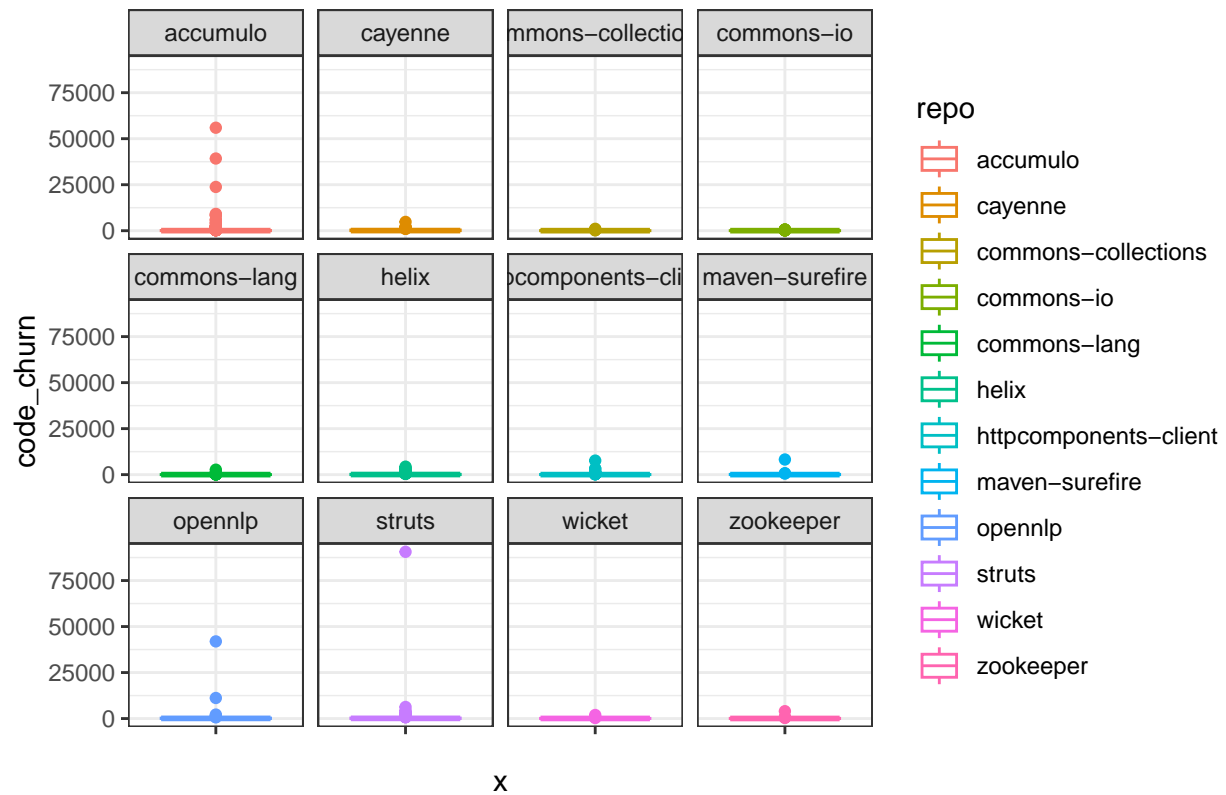 accumulo
cayenne
mmons−collectio
commons−io
75000
50000
25000
0
commons−lang
helix
pcomponents−cli
maven−surefire
75000
50000
25000
0
opennlp
struts
wicket
zookeeper
75000
50000
25000
0
code_churn
x
repo
accumulo
cayenne
commons−collections
commons−io
commons−lang
helix
httpcomponents−client
maven−surefire
opennlp
struts
wicket
zookeeper